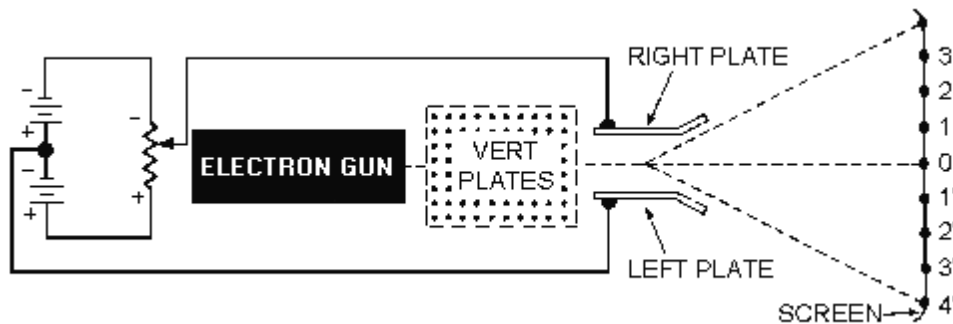 RIGHT PLATE
ELECTRON GUN
VERT
PLATES
LEFT PLATE
SCREEN
3
2
1
0
1'
2'
3'
4'
-
+
-
+
-
+